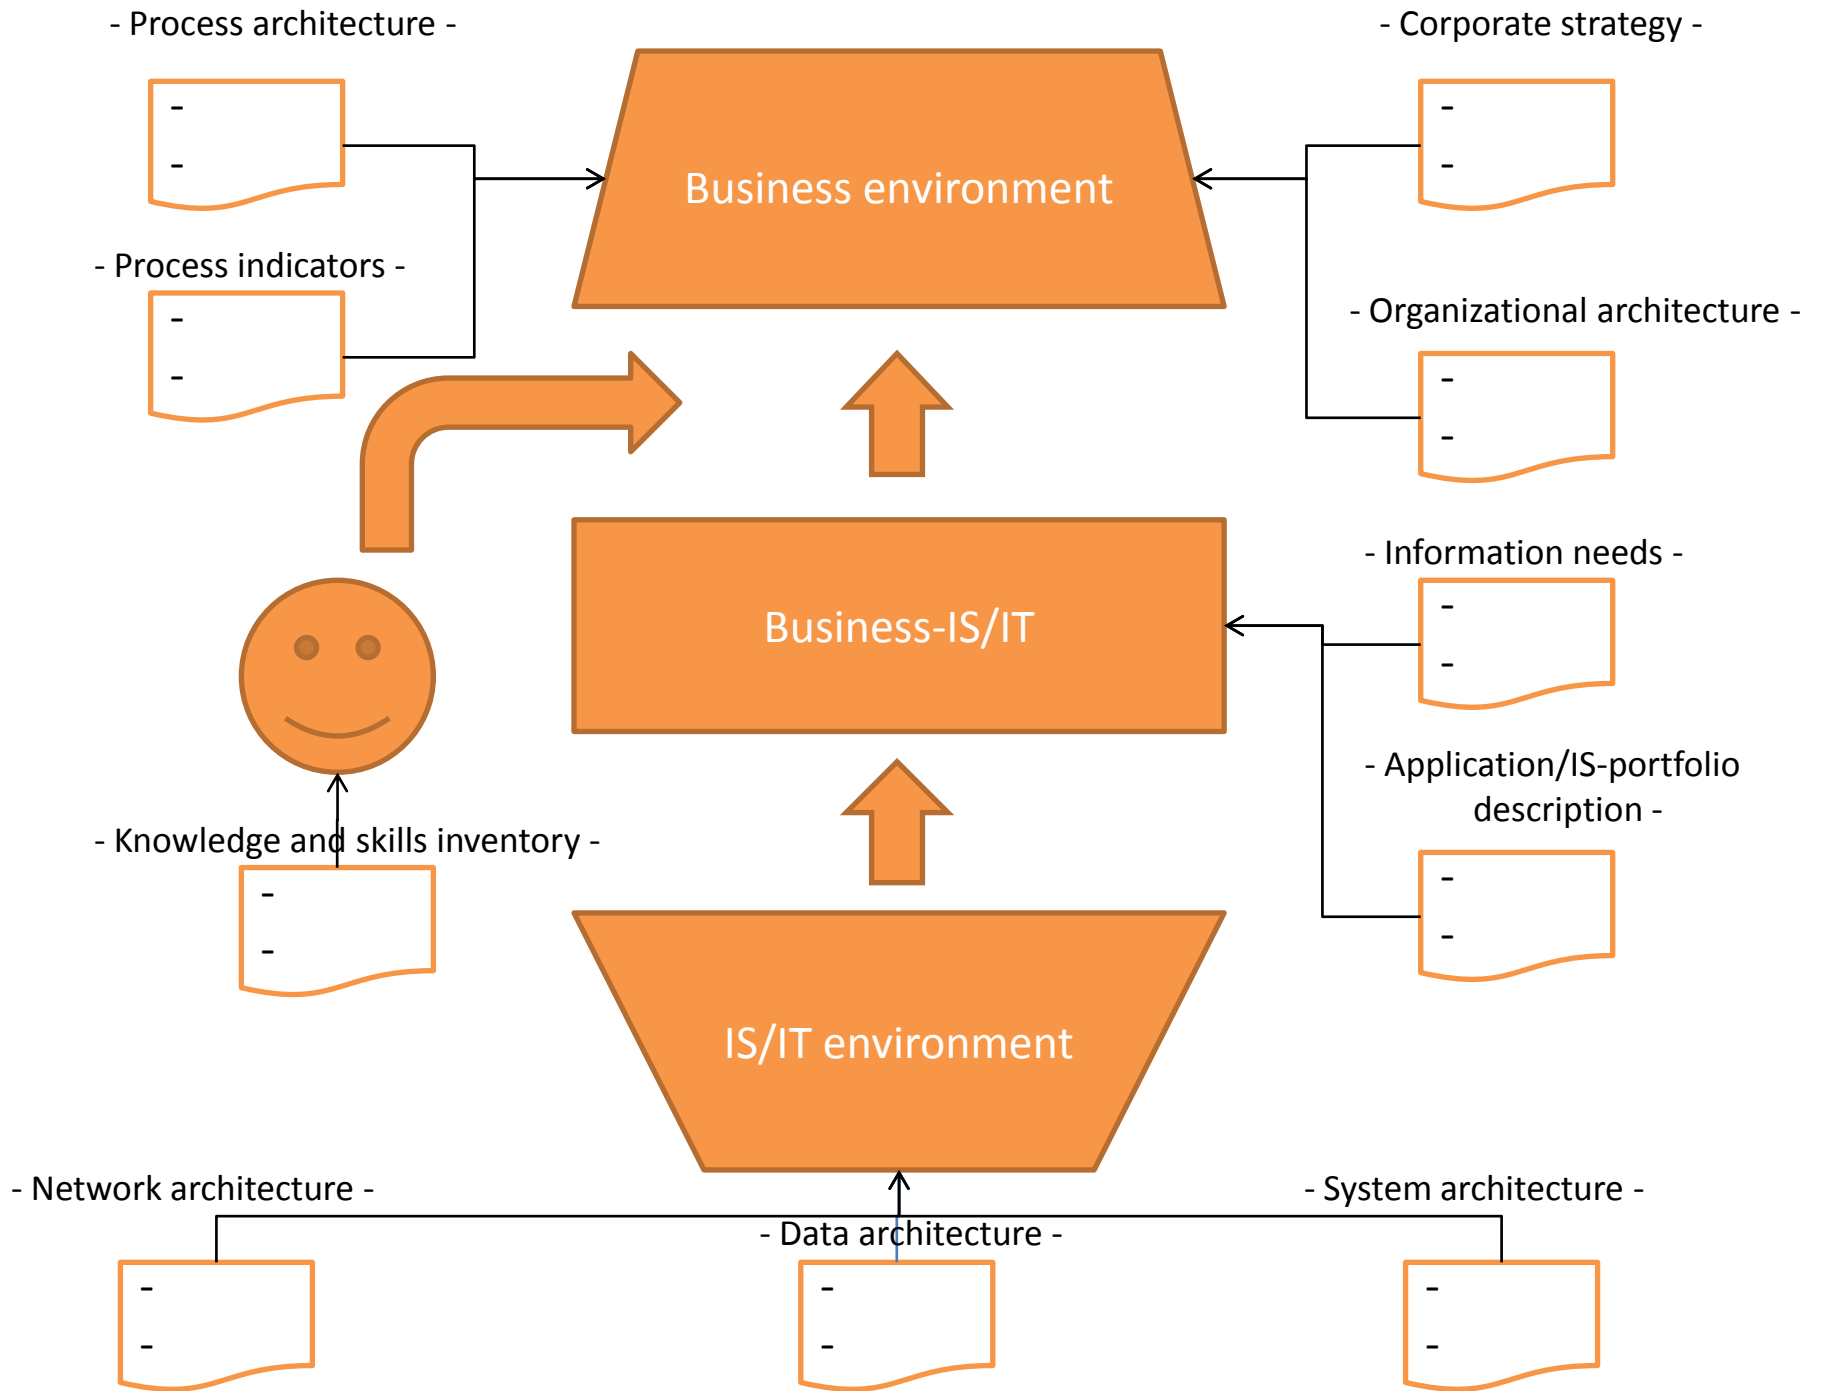 - Process architecture -
- Corporate strategy -
-
-
-
-
Business environment
- Process indicators -
-
-
- Organizational architecture -
-
-
- Information needs -
-
-
Business-IS/IT
- Application/IS-portfolio
description -
-
-
- Knowledge and skills inventory -
-
-
IS/IT environment
- Network architecture -
- Data architecture -
- System architecture -
-
-
-
-
-
-